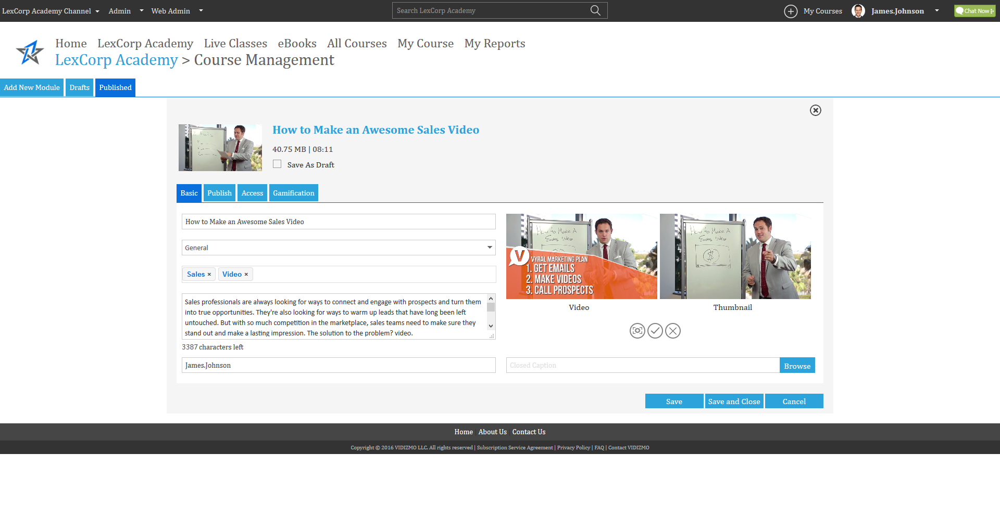 LexCorp Academy Channel Admin Web Admin Search LexCorp Academy My Courses James.Johnson Chat Now
Home LexCorp Academy Live Classes eBooks All Courses My Course My Reports
LexCorp Academy > Course Management
Add New Module Drafts Published
How to Make an Awesome Sales Video
40.75 MB | 08:11
Save As Draft
Basic Publish Access Gamification
How to Make an Awesome Sales Video
General
Sales × Video ×
Sales professionals are always looking for ways to connect and engage with prospects and turn them
into true opportunities. They're also looking for ways to warm up leads that have long been left
untouched. But with so much competition in the marketplace, sales teams need to make sure they
stand out and make a lasting impression. The solution to the problem? video.
3387 characters left
James.Johnson
How to Make A
Sales Video
V VYRAL MARKETING PLAN
1. GET EMAILS
2. MAKE VIDEOS
3. CALL PROSPECTS
Video
How to Make A
Sales Video
$
Thumbnail
Closed Caption Browse
Save Save and Close Cancel
Home | About Us | Contact Us
Copyright © 2016 VIDIZMO LLC. All rights reserved | Subscription Service Agreement | Privacy Policy | FAQ | Contact VIDIZMO